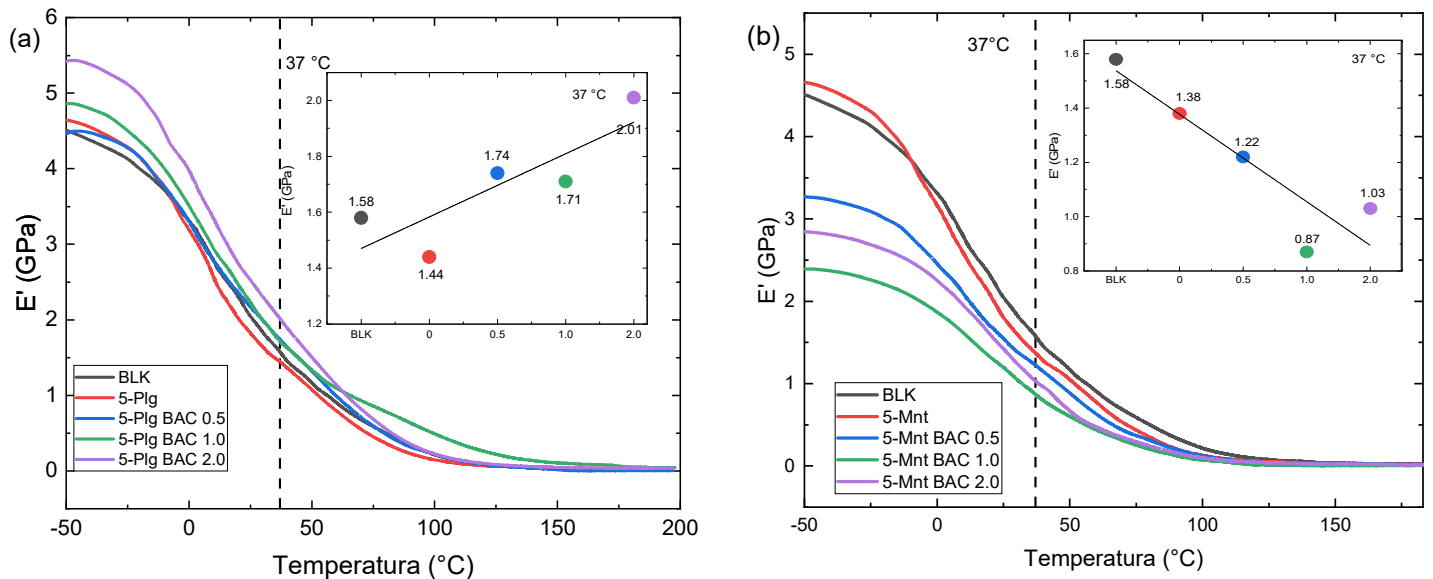 (a)
6
5
4
3
2
1
0
E' (GPa)
-50
0
50
100
150
200
Temperatura (°C)
37 °C
BLK
5-Plg
5-Plg BAC 0.5
5-Plg BAC 1.0
5-Plg BAC 2.0
37 °C
2.0
1.8
1.6
1.4
1.2
E' (GPa)
1.58
1.44
1.74
1.71
2.01
BLK
0
0.5
1.0
2.0
(b)
5
4
3
2
1
0
E' (GPa)
-50
0
50
100
150
Temperatura (°C)
37°C
BLK
5-Mnt
5-Mnt BAC 0.5
5-Mnt BAC 1.0
5-Mnt BAC 2.0
37 °C
1.6
1.4
1.2
1.0
0.8
E' (GPa)
1.58
1.38
1.22
0.87
1.03
BLK
0
0.5
1.0
2.0